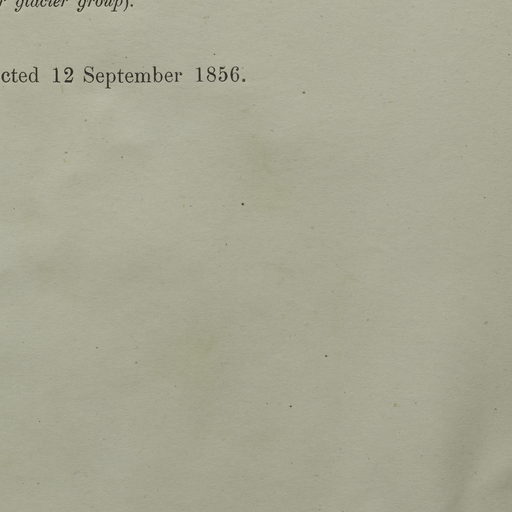 glacier group).
cted 12 September 1856.